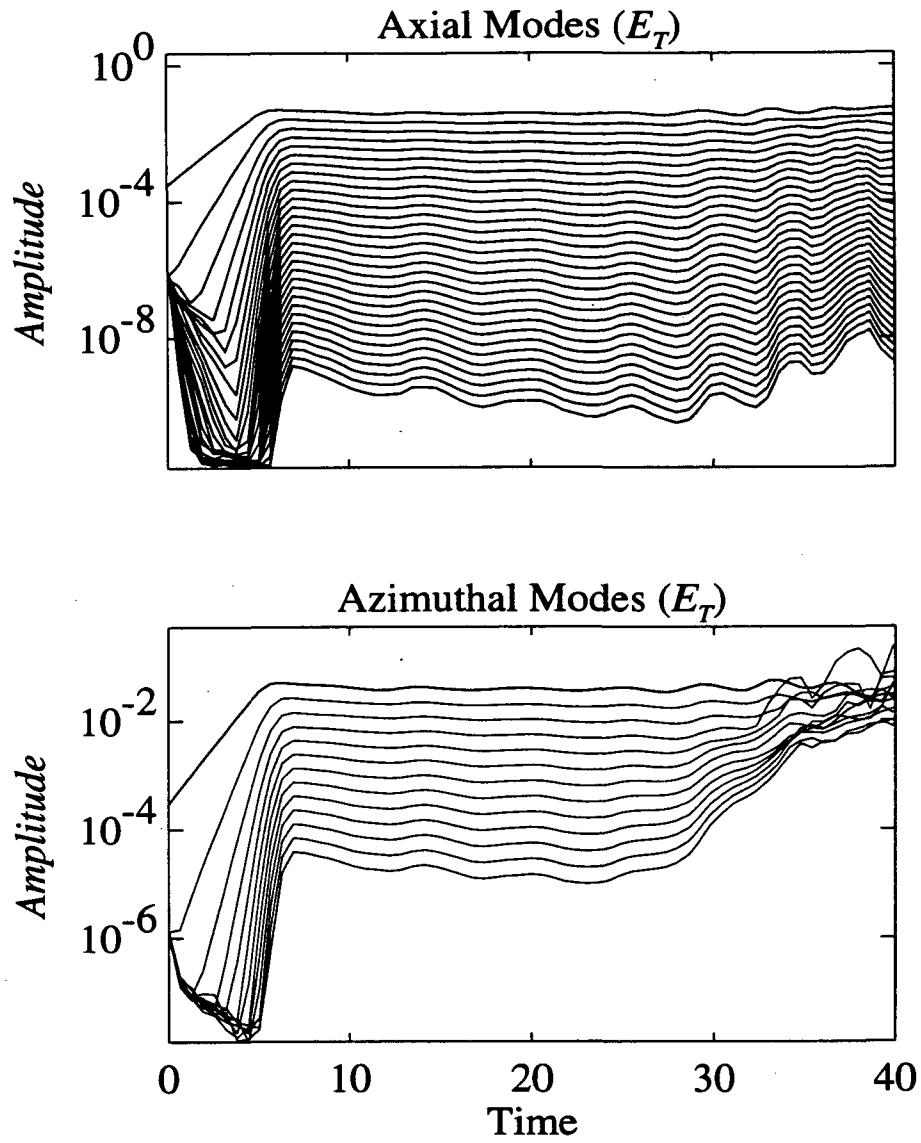 Axial Modes (E_T)
10^0
10^-4
10^-8
Amplitude
Azimuthal Modes (E_T)
10^-2
10^-4
10^-6
Amplitude
0 10 20 30 40
Time